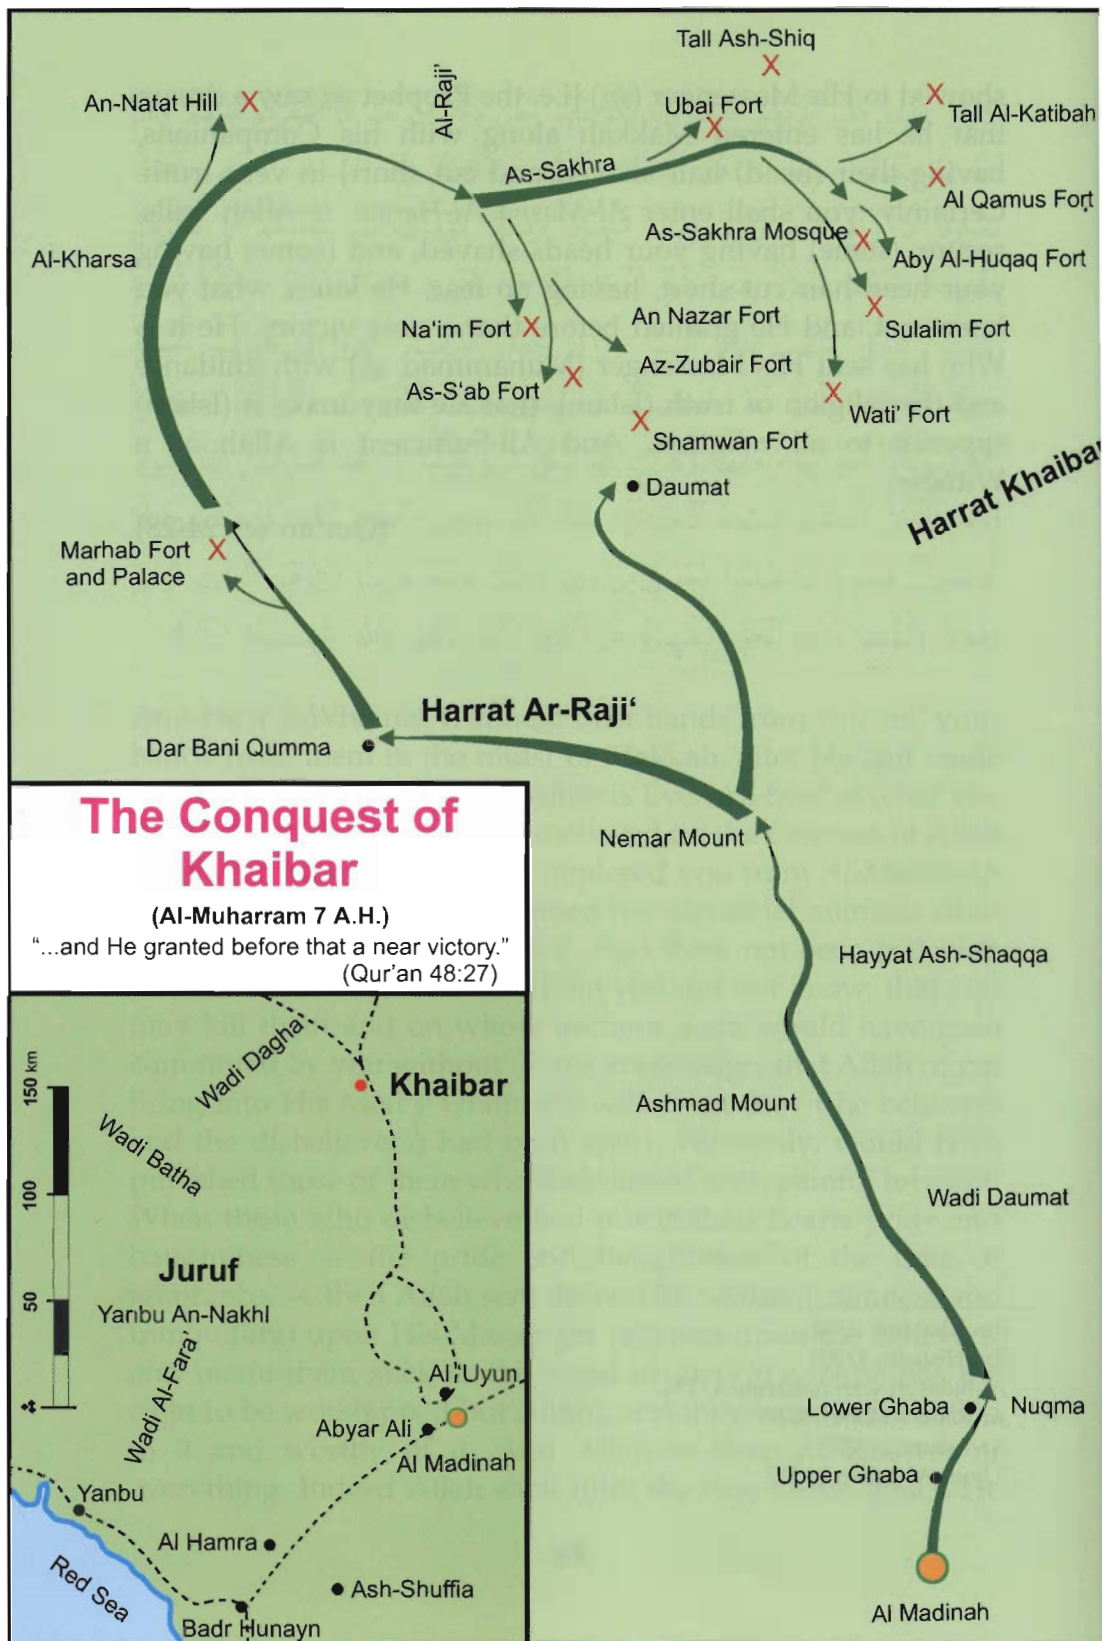 Tall Ash-Shiq
An-Natat Hill
Al-Raji'
Ubai Fort
Tall Al-Katibah
As-Sakhra
Al Qamus Fort
As-Sakhra Mosque
Al-Kharsa
Aby Al-Huqaq Fort
An Nazar Fort
Na'im Fort
Sulalim Fort
Az-Zubair Fort
As-S'ab Fort
Wati' Fort
Shamwan Fort
Daumat
Harrat Khaibar
Marhab Fort
and Palace
Harrat Ar-Raji‘
Dar Bani Qumma
Nemar Mount
Hayyat Ash-Shaqqa
Ashmad Mount
Wadi Daumat
Lower Ghaba
Nuqma
Upper Ghaba
Al Madinah
The Conquest of
Khaibar
(Al-Muharram 7 A.H.)
“...and He granted before that a near victory.”
(Qur'an 48:27)
Wadi Dagha
Khaibar
150 km
Wadi Batha
100
Juruf
50
Yanbu An-Nakhl
Wadi Al-Fara'
Al 'Uyun
Abyar Ali
Al Madinah
Yanbu
Al Hamra
Red Sea
Ash-Shuffia
Badr Hunayn